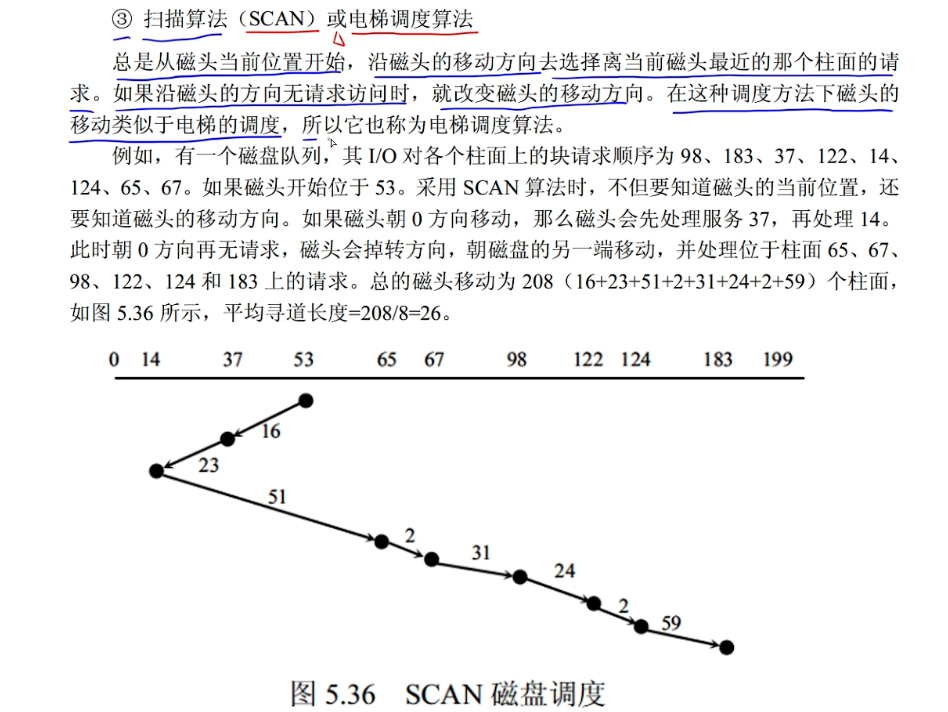 ③ 扫描算法（SCAN）或电梯调度算法
总是从磁头当前位置开始，沿磁头的移动方向去选择离当前磁头最近的那个柱面的请
求。如果沿磁头的方向无请求访问时，就改变磁头的移动方向。在这种调度方法下磁头的
移动类似于电梯的调度，所以它也称为电梯调度算法。
例如，有一个磁盘队列，其 I/O 对各个柱面上的块请求顺序为 98、183、37、122、14、
124、65、67。如果磁头开始位于 53。采用 SCAN 算法时，不但要知道磁头的当前位置，还
要知道磁头的移动方向。如果磁头朝 0 方向移动，那么磁头会先处理服务 37，再处理 14。
此时朝 0 方向再无请求，磁头会掉转方向，朝磁盘的另一端移动，并处理位于柱面 65、67、
98、122、124 和 183 上的请求。总的磁头移动为 208（16+23+51+2+31+24+2+59）个柱面，
如图 5.36 所示，平均寻道长度=208/8=26。
0 14 37 53 65 67 98 122 124 183 199
16
23
51
2
31
24
2
59
图 5.36 SCAN 磁盘调度